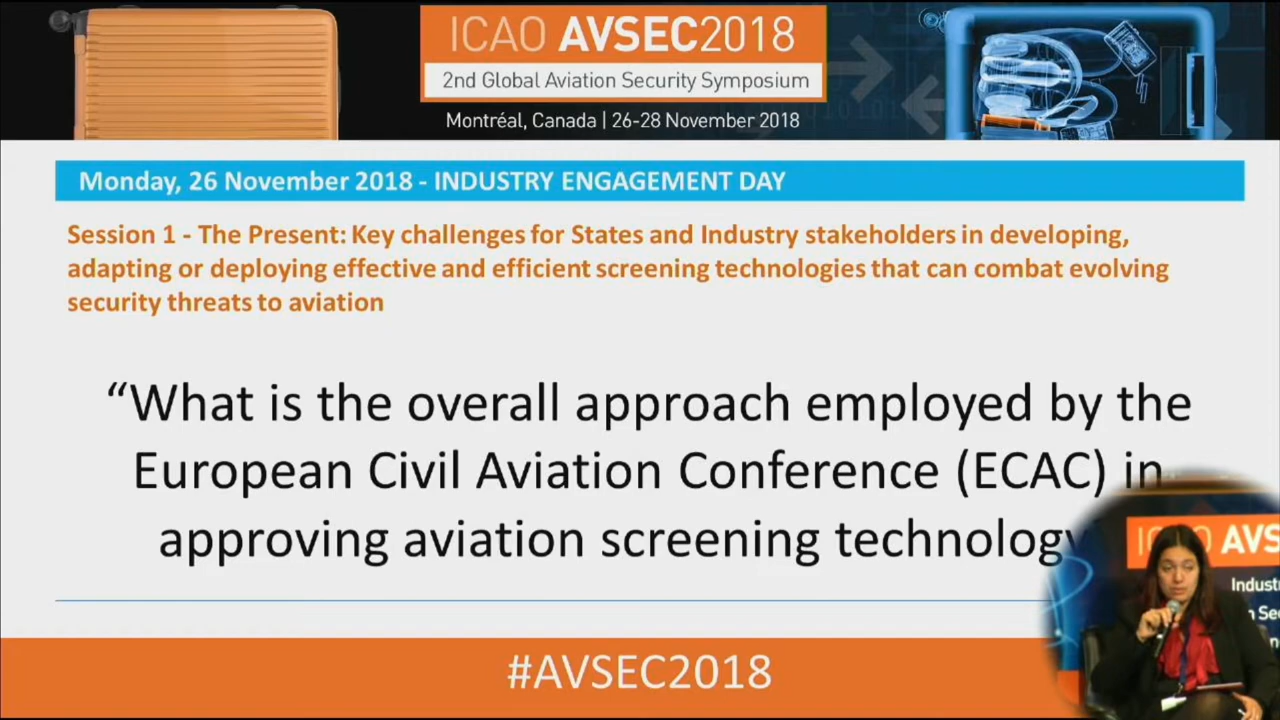 ICAO AVSEC2018
2nd Global Aviation Security Symposium
Montréal, Canada | 26-28 November 2018
Monday, 26 November 2018 - INDUSTRY ENGAGEMENT DAY
Session 1 - The Present: Key challenges for States and Industry stakeholders in developing,
adapting or deploying effective and efficient screening technologies that can combat evolving
security threats to aviation
“What is the overall approach employed by the
European Civil Aviation Conference (ECAC) in
approving aviation screening technology
#AVSEC2018
ICAO AVS